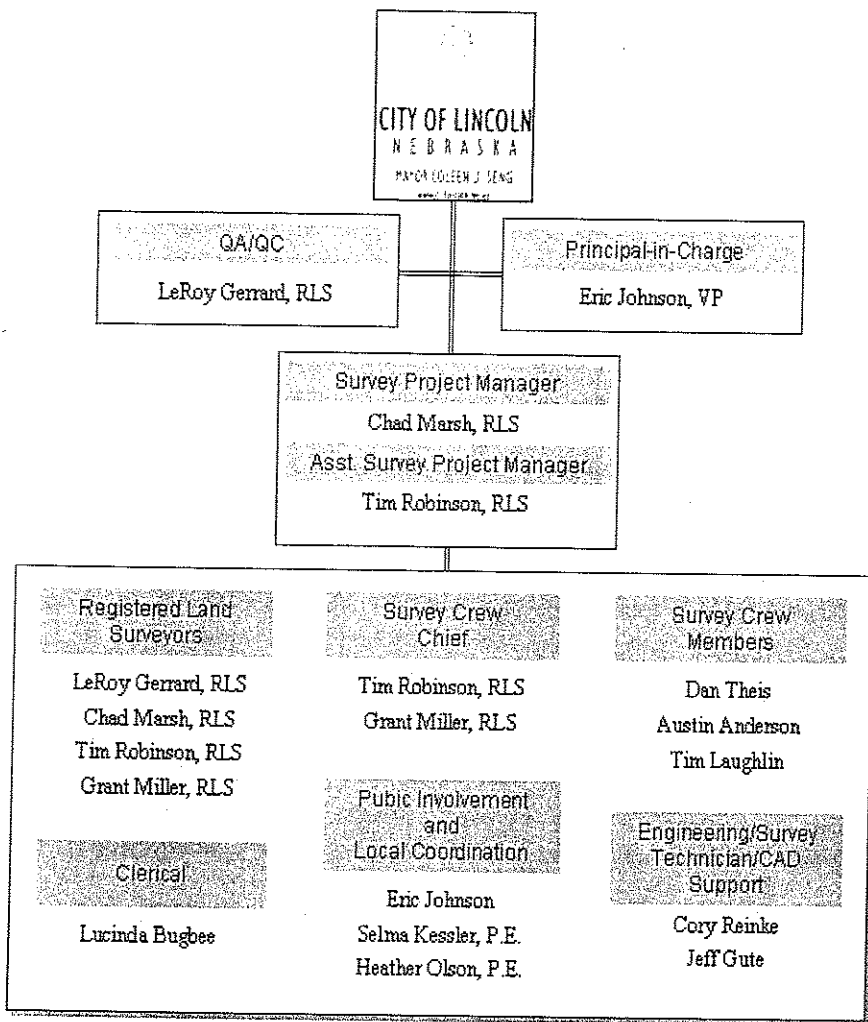 CITY OF LINCOLN
NEBRASKA
MAYOR COLEEN J. SENG
QA/QC
LeRoy Gerrard, RLS
Principal-in-Charge
Eric Johnson, VP
Survey Project Manager
Chad Marsh, RLS
Asst. Survey Project Manager
Tim Robinson, RLS
Registered Land
Surveyors
LeRoy Gerrard, RLS
Chad Marsh, RLS
Tim Robinson, RLS
Grant Miller, RLS
Survey Crew
Chief
Tim Robinson, RLS
Grant Miller, RLS
Survey Crew
Members
Dan Theis
Austin Anderson
Tim Laughlin
Clerical
Lucinda Bugbee
Pubic Involvement
and
Local Coordination
Eric Johnson
Selma Kessler, P.E.
Heather Olson, P.E.
Engineering/Survey
Technician/CAD
Support
Cory Reinke
Jeff Gute